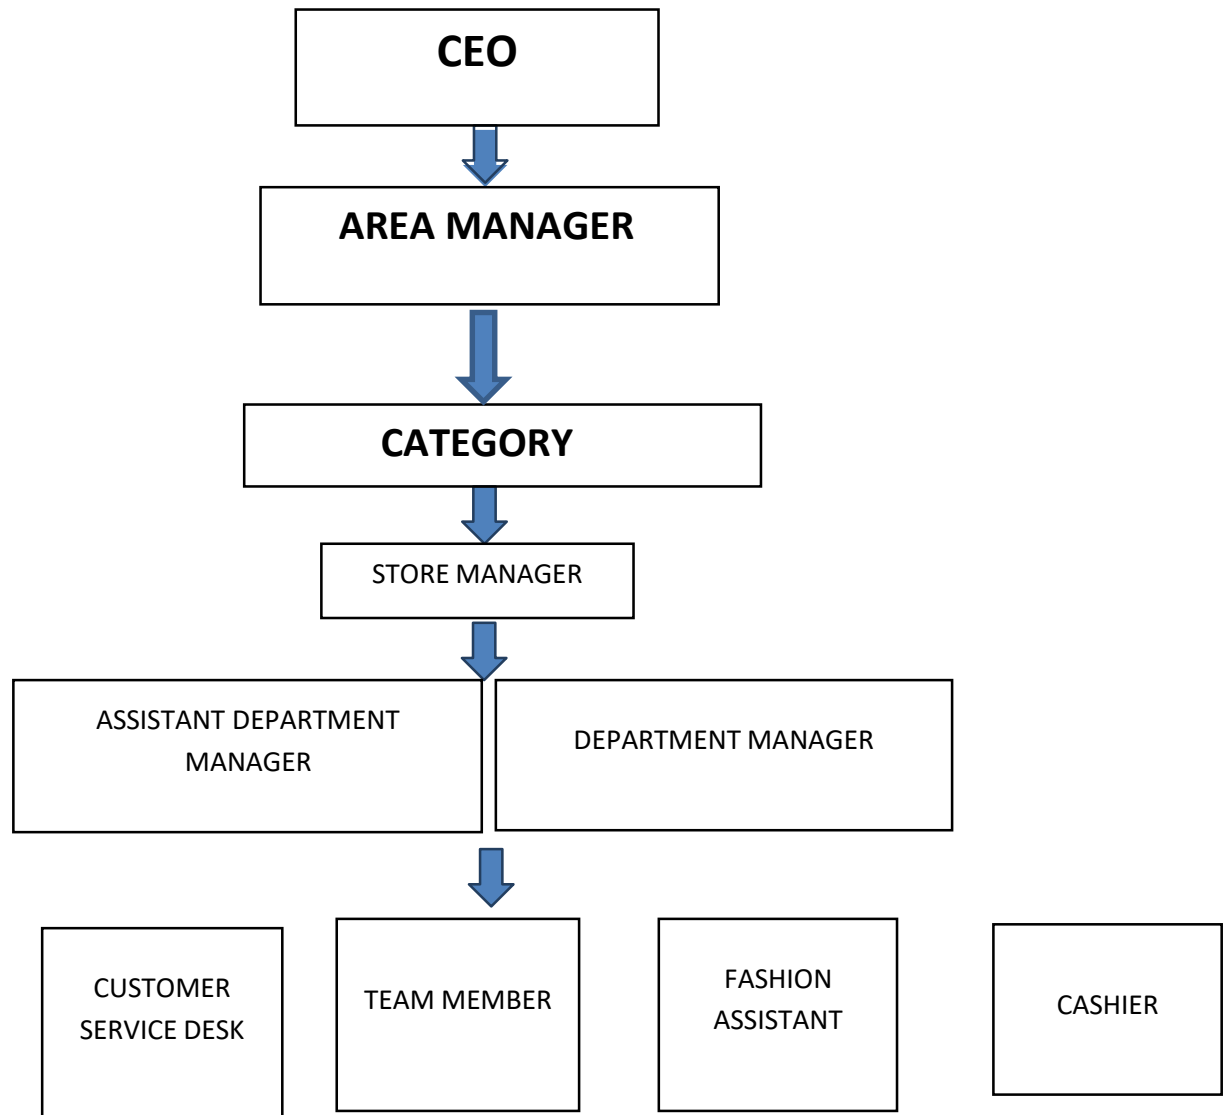 CEO
AREA MANAGER
CATEGORY
STORE MANAGER
ASSISTANT DEPARTMENT
MANAGER
DEPARTMENT MANAGER
CUSTOMER
SERVICE DESK
TEAM MEMBER
FASHION
ASSISTANT
CASHIER